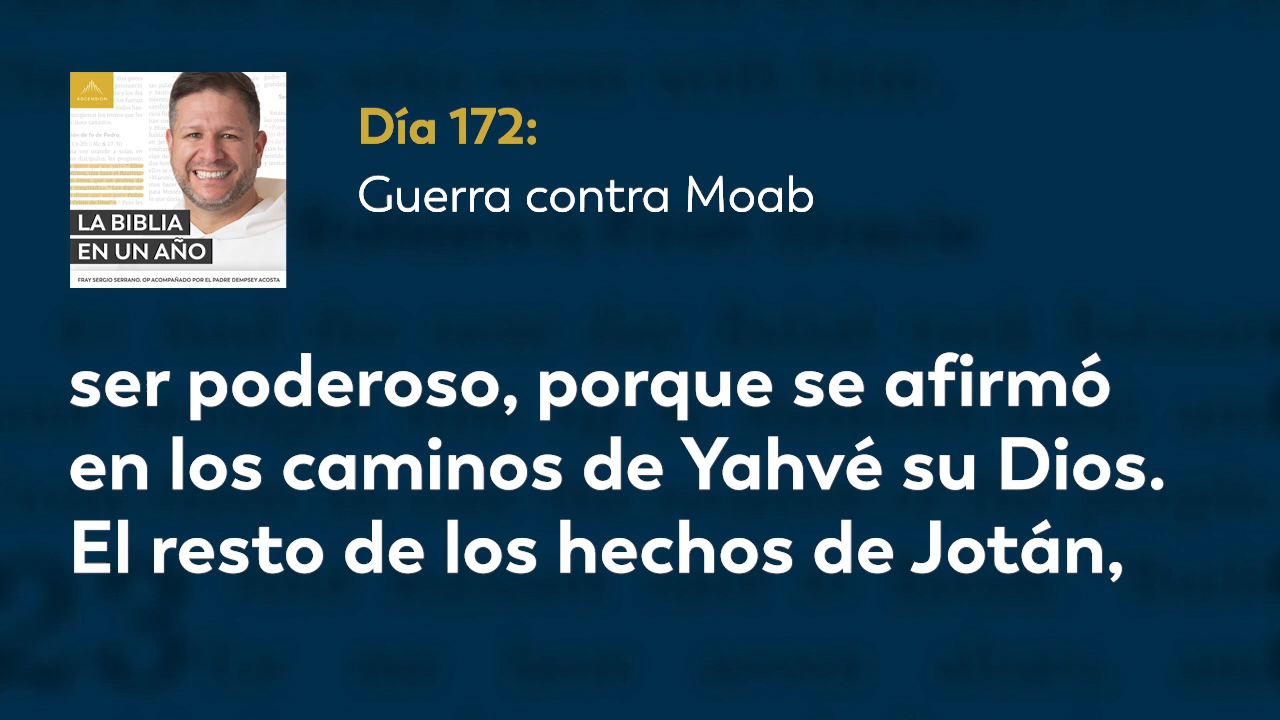 ASCENSION
LA BIBLIA
EN UN AÑO
FRAY SERGIO SERRANO, OP ACOMPAÑADO POR EL PADRE DEMPSEY ACOSTA
Día 172:
Guerra contra Moab
ser poderoso, porque se afirmó
en los caminos de Yahvé su Dios.
El resto de los hechos de Jotán,